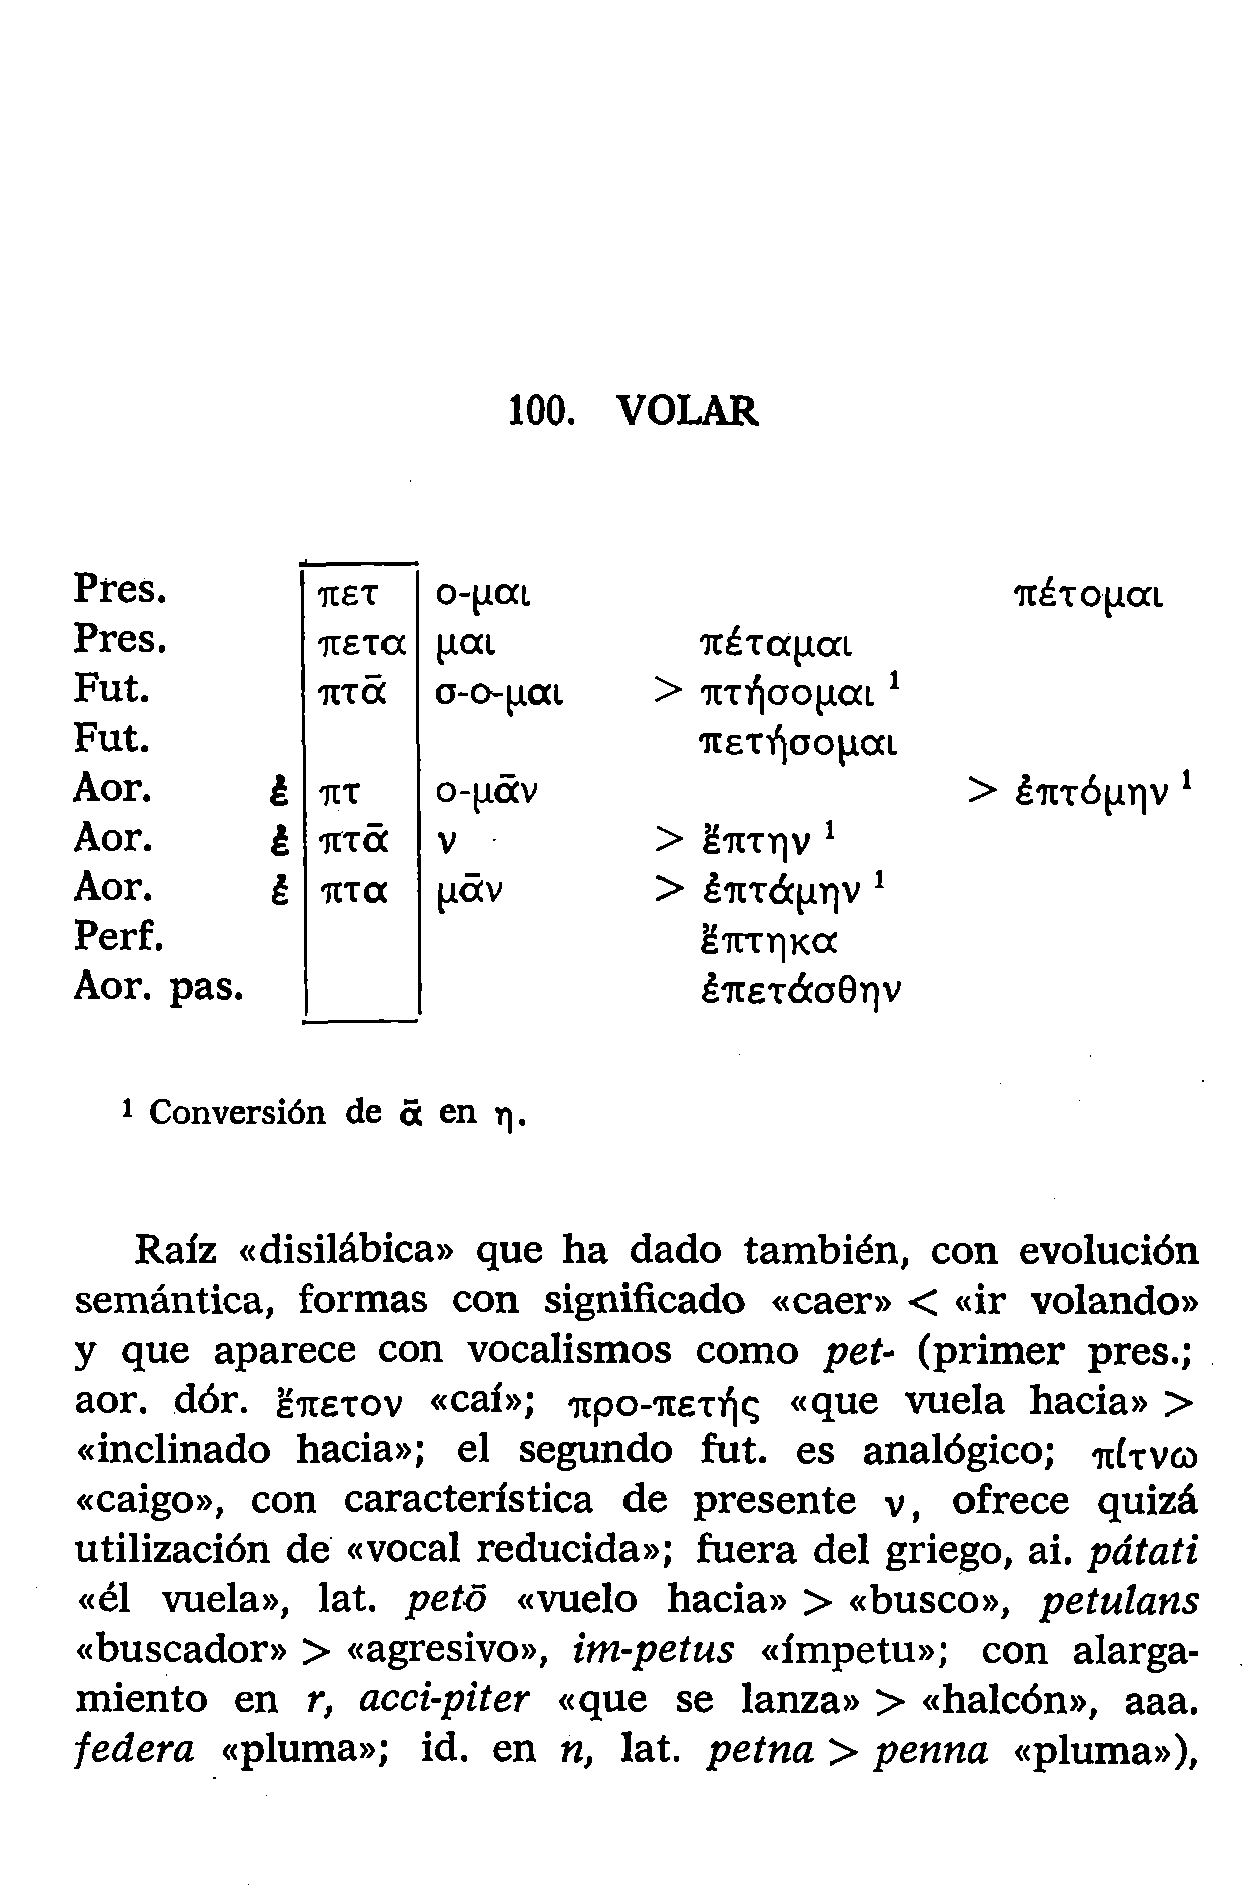 100. VOLAR
Pres. πετ ο-μαι πέτομαι
Pres. πετα μαι πέταμαι
Fut. πτᾱ σ-ο-μαι > πτήσομαι ¹
Fut. πετήσομαι
Aor. ἐ πτ ο-μᾱν > ἐπτόμην ¹
Aor. ἐ πτᾱ ν > ἔπτην ¹
Aor. ἐ πτα μᾱν > ἐπτάμην ¹
Perf. ἔπτηκα
Aor. pas. ἐπετάσθην
¹ Conversión de ᾱ en η.
Raíz «disilábica» que ha dado también, con evolución
semántica, formas con significado «caer» < «ir volando»
y que aparece con vocalismos como pet- (primer pres.;
aor. dór. ἔπετον «caí»; προ-πετής «que vuela hacia» >
«inclinado hacia»; el segundo fut. es analógico; πίτνω
«caigo», con característica de presente ν, ofrece quizá
utilización de «vocal reducida»; fuera del griego, ai. pátati
«él vuela», lat. petō «vuelo hacia» > «busco», petulans
«buscador» > «agresivo», im-petus «ímpetu»; con alarga-
miento en r, acci-piter «que se lanza» > «halcón», aaa.
federa «pluma»; id. en n, lat. petna > penna «pluma»),